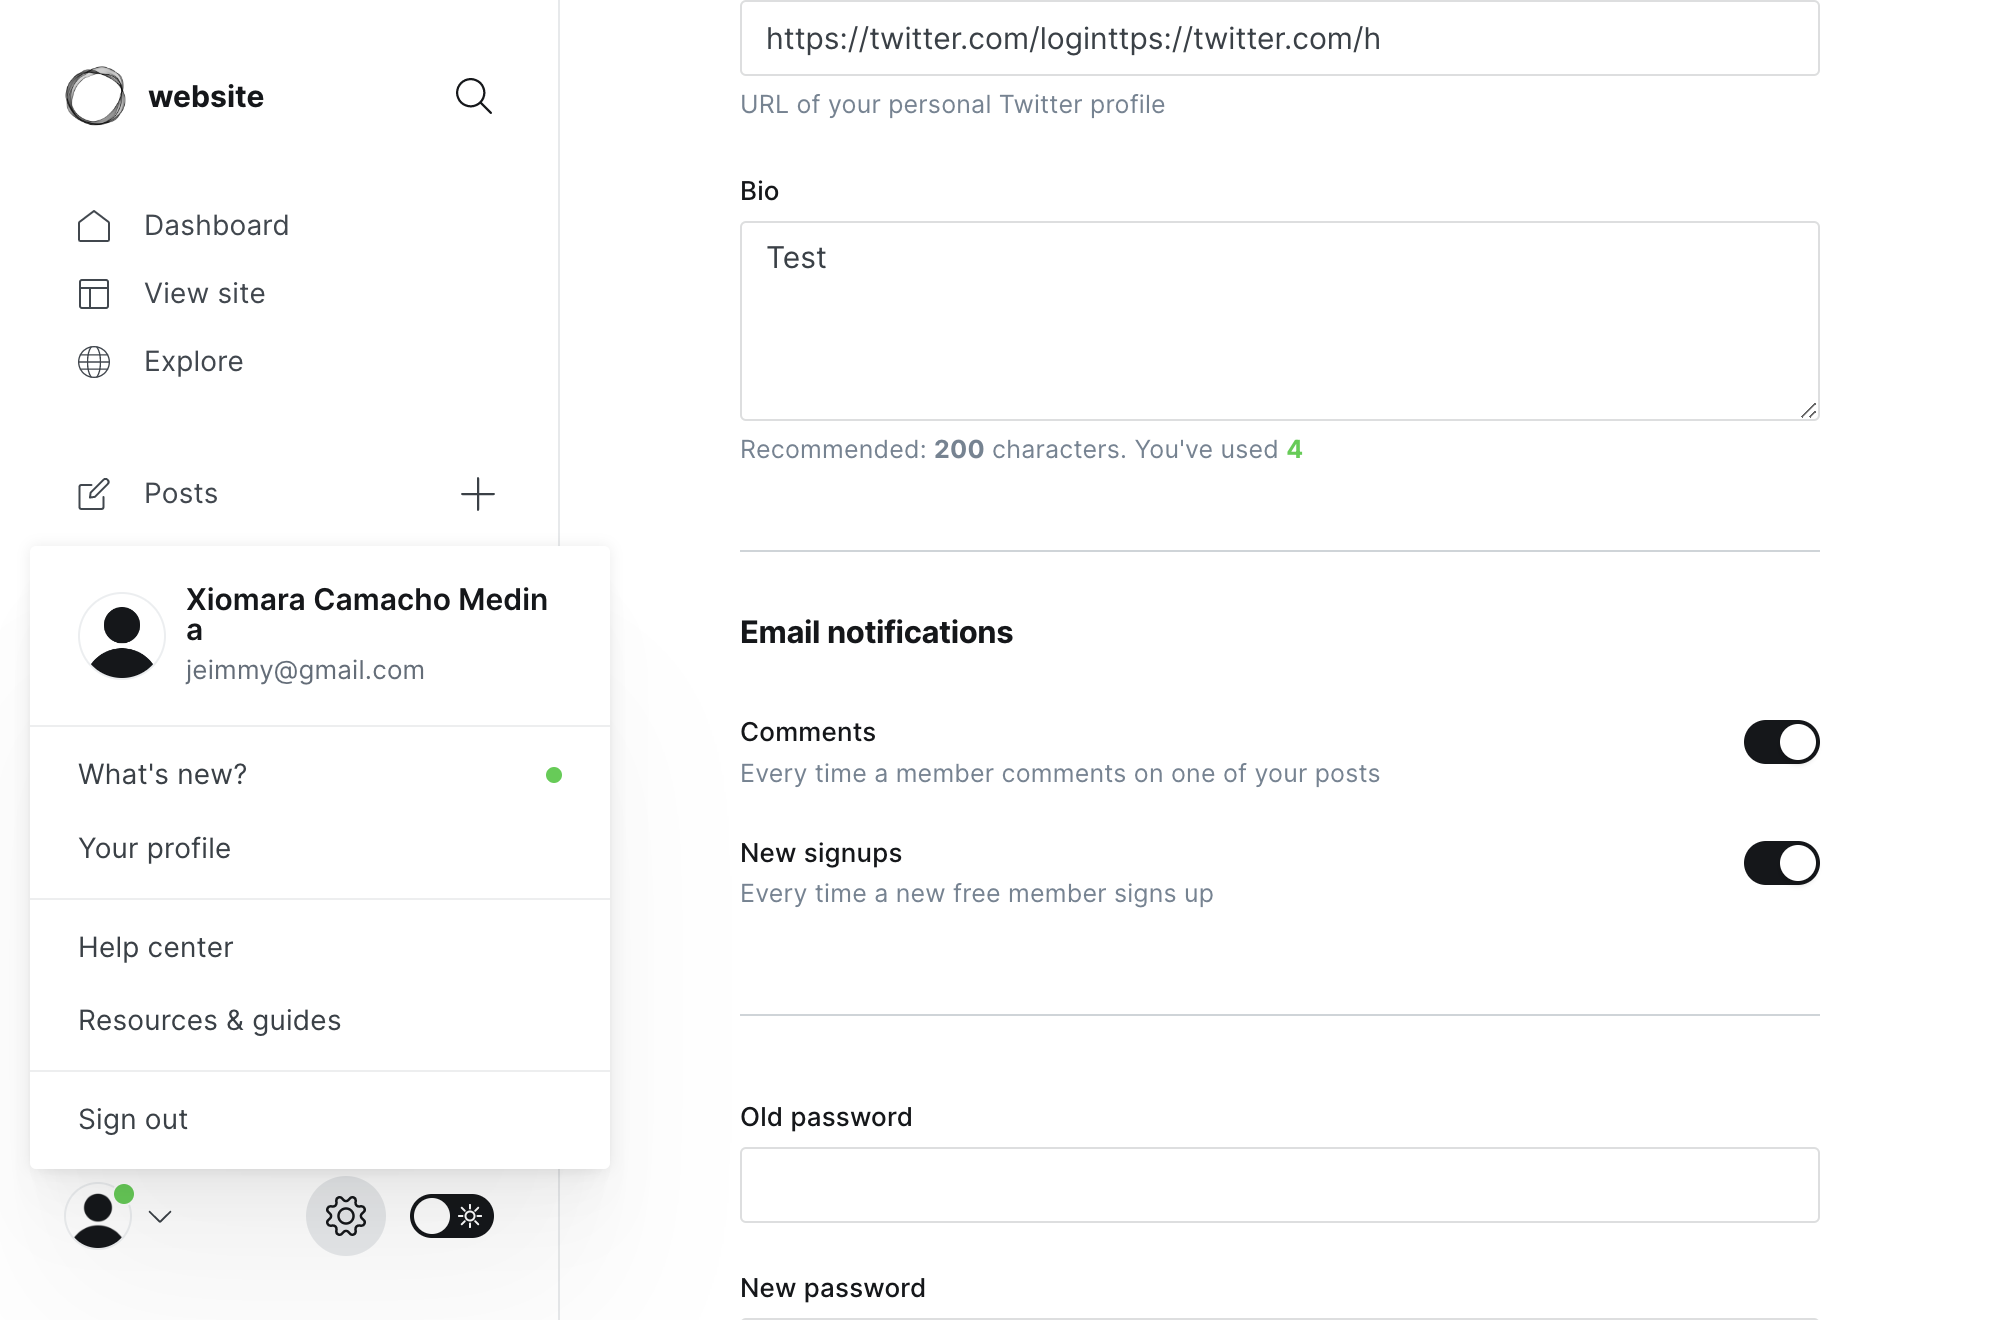 website
Dashboard
View site
Explore
Posts
Xiomara Camacho Medin
a
jeimmy@gmail.com
What's new?
Your profile
Help center
Resources & guides
Sign out
https://twitter.com/loginttps://twitter.com/h
URL of your personal Twitter profile
Bio
Test
Recommended: 200 characters. You've used 4
Email notifications
Comments
Every time a member comments on one of your posts
New signups
Every time a new free member signs up
Old password
New password